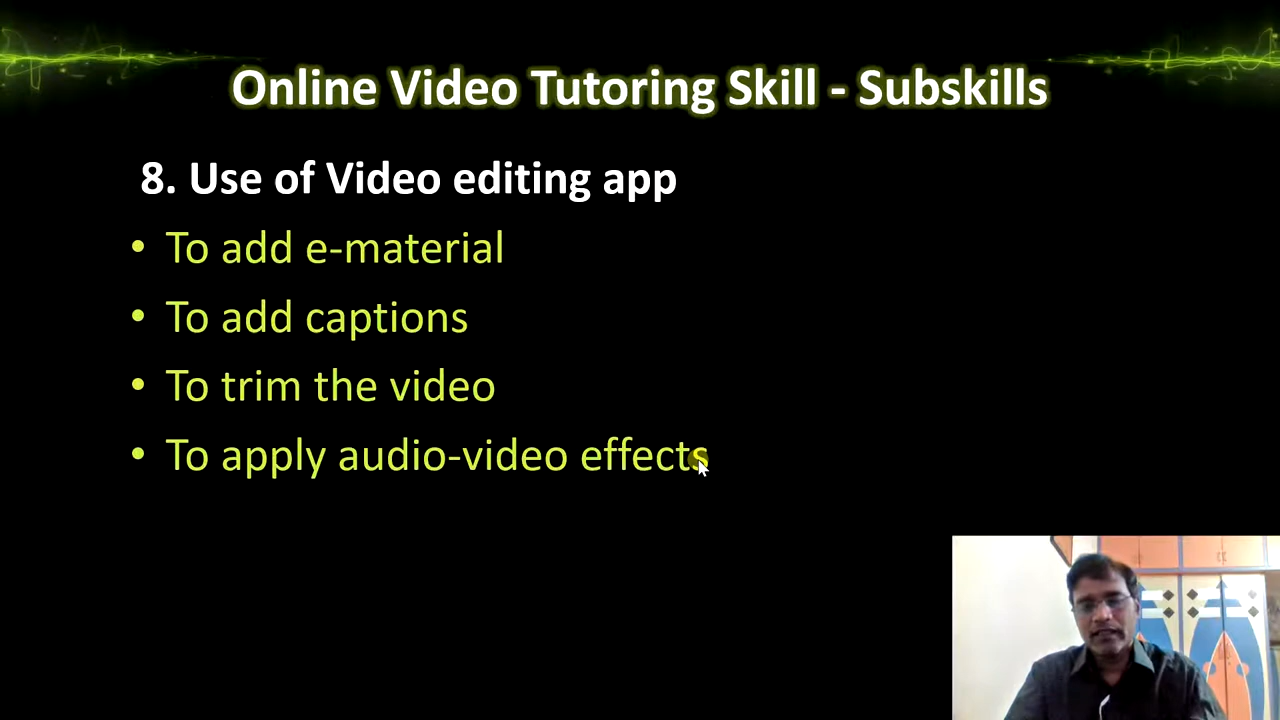 Online Video Tutoring Skill - Subskills
8. Use of Video editing app
• To add e-material
• To add captions
• To trim the video
• To apply audio-video effects